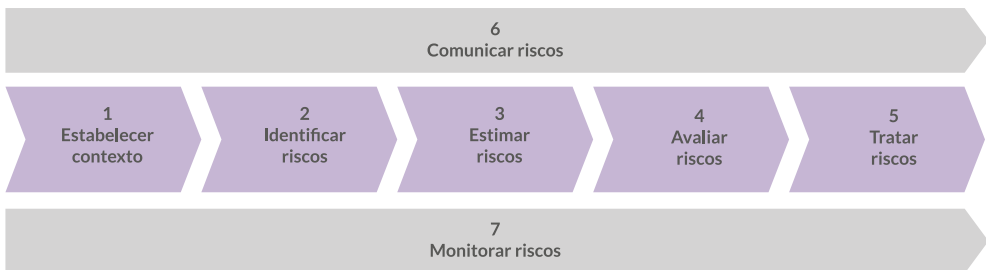 6
Comunicar riscos
1
Estabelecer
contexto
2
Identificar
riscos
3
Estimar
riscos
4
Avaliar
riscos
5
Tratar
riscos
7
Monitorar riscos